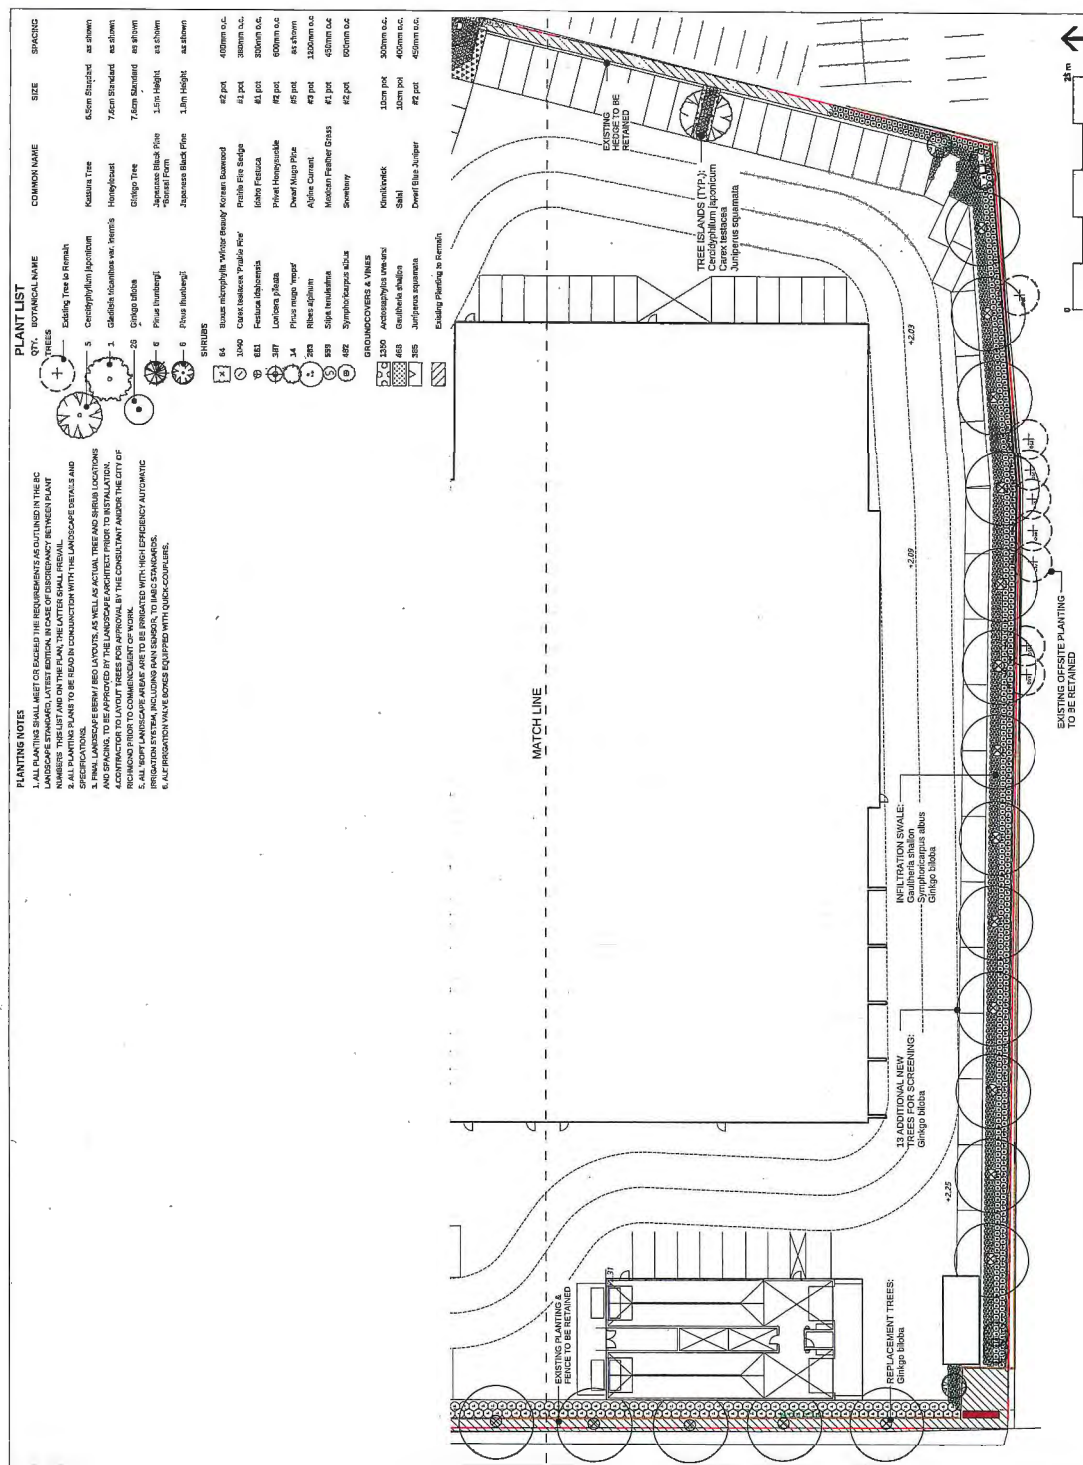 PLANT LIST
QTY. BOTANICAL NAME COMMON NAME SIZE SPACING
TREES
Existing Tree to Remain
5 Cercidyphillum japonicum Katsura Tree 6.5cm Standard as shown
Gleditsia tricanthos var. inermis Honeylocust 7.6cm Standard as shown
Ginkgo biloba Ginkgo Tree 7.6cm Standard as shown
6 Pinus thunbergii Japanese Black Pine 1.5m Height as shown
"Bonsai Form
6 Pinus thunbergii Japanese Black Pine 1.8m Height as shown
SHRUBS
64 Buxus microphylla 'Winter Beauty' Korean Boxwood #2 pot 400mm o.c.
1040 Carex testacea 'Prairie Fire' Prairie Fire Sedge #1 pot
Festuca idahoensis Idaho Festuca #1 pot 300mm o.c.
387 Lonicera pileata Privet Honeysuckle #2 pot 600mm o.c
14 Pinus mugo Dwarf Mugo Pine #5 pot as shown
283 Ribes alpinum Alpine Currant #3 pot 1200mm o.c
Stipa tenuissima Mexican Feather Grass #1 pot 450mm o.c
482 Symphoricarpus albus Snowberry #2 pot 600mm o.c
GROUNDCOVERS & VINES
1350 Arctostaphylos uva-ursi Kinnikinnick 10cm pot 300mm o.c.
468 Gaultheria shallon Salal 10cm pot 400mm o.c.
385 Juniperus squamata Dwarf Blue Juniper #2 pot 450mm o.c.
Existing Planting to Remain
PLANTING NOTES
1. ALL PLANTING SHALL MEET OR EXCEED THE REQUIREMENTS AS OUTLINED IN THE BC
LANDSCAPE STANDARD, LATEST EDITION. IN CASE OF DISCREPANCY BETWEEN PLANT
NUMBERS THIS LIST AND ON THE PLAN, THE LATTER SHALL PREVAIL.
2. ALL PLANTING PLANS TO BE READ IN CONJUNCTION WITH THE LANDSCAPE DETAILS AND
SPECIFICATIONS.
3. FINAL LANDSCAPE BERM / BED LAYOUTS, AS WELL AS ACTUAL TREE AND SHRUB LOCATIONS
AND SPACING, TO BE APPROVED BY THE LANDSCAPE ARCHITECT PRIOR TO INSTALLATION.
4. CONTRACTOR TO LAYOUT TREES FOR APPROVAL BY THE CONSULTANT AND/OR THE CITY OF
RICHMOND PRIOR TO COMMENCEMENT OF WORK.
5. ALL 'SOFT LANDSCAPE AREAS' ARE TO BE IRRIGATED WITH HIGH EFFICIENCY AUTOMATIC
IRRIGATION SYSTEM, INCLUDING RAIN SENSOR, TO IIABC STANDARDS.
6. ALL IRRIGATION VALVE BOXES EQUIPPED WITH QUICK-COUPLERS.
MATCH LINE
EXISTING
HEDGE TO BE
RETAINED
TREE ISLANDS (TYP.):
Cercidyphillum japonicum
Carex testacea
Juniperus squamata
+2.03
+2.09
+2.25
INFILTRATION SWALE:
Gaultheria shallon
Symphoricarpus albus
Ginkgo biloba
13 ADDITIONAL NEW
TREES FOR SCREENING:
Ginkgo biloba
EXISTING OFFSITE PLANTING
TO BE RETAINED
EXISTING PLANTING &
FENCE TO BE RETAINED
REPLACEMENT TREES:
Ginkgo biloba
0 25 m